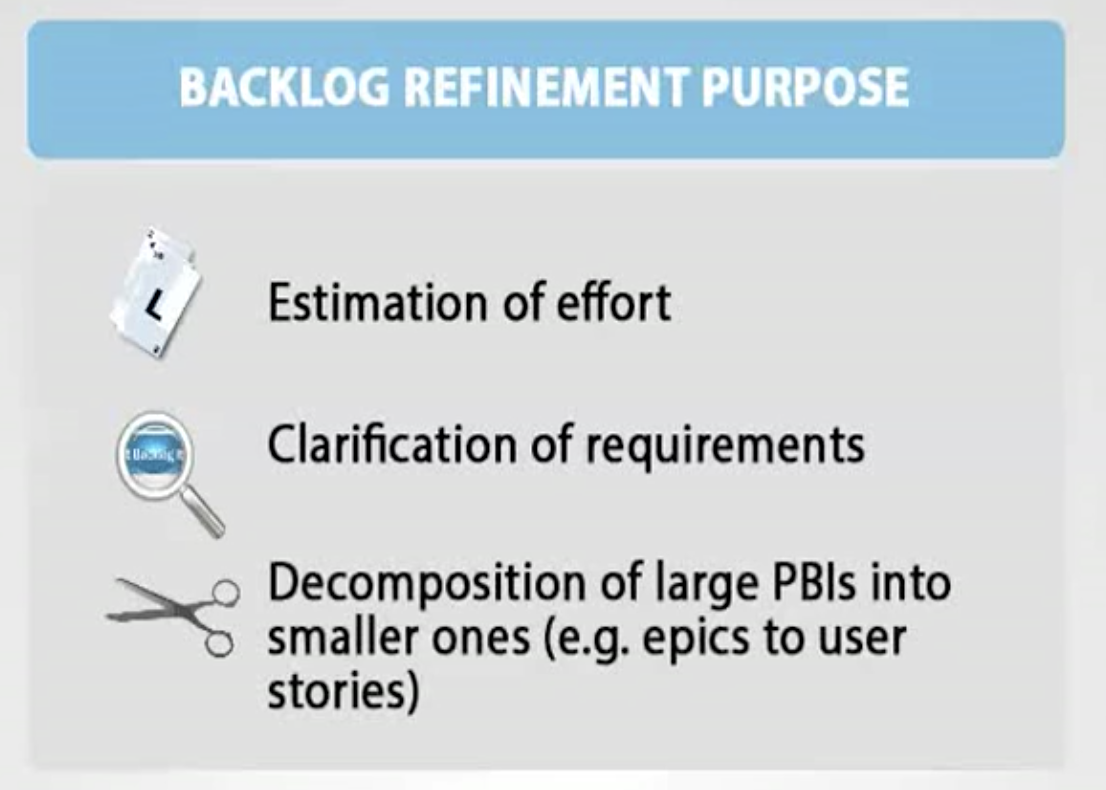 BACKLOG REFINEMENT PURPOSE
L
Estimation of effort
Clarification of requirements
Decomposition of large PBIs into
smaller ones (e.g. epics to user
stories)